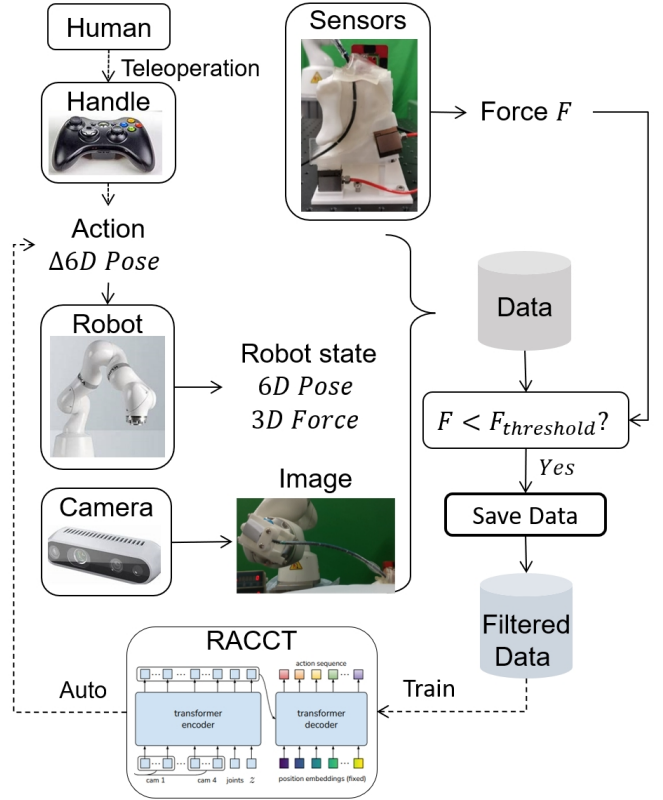 Human
Teleoperation
Handle
Action
Δ6D Pose
Robot
Robot state
6D Pose
3D Force
Camera
Image
Sensors
Force F
Data
F < F_threshold?
Yes
Save Data
Filtered
Data
Train
RACCT
action sequence
transformer
encoder
transformer
decoder
cam 1
cam 4
joints
z
position embeddings (fixed)
Auto